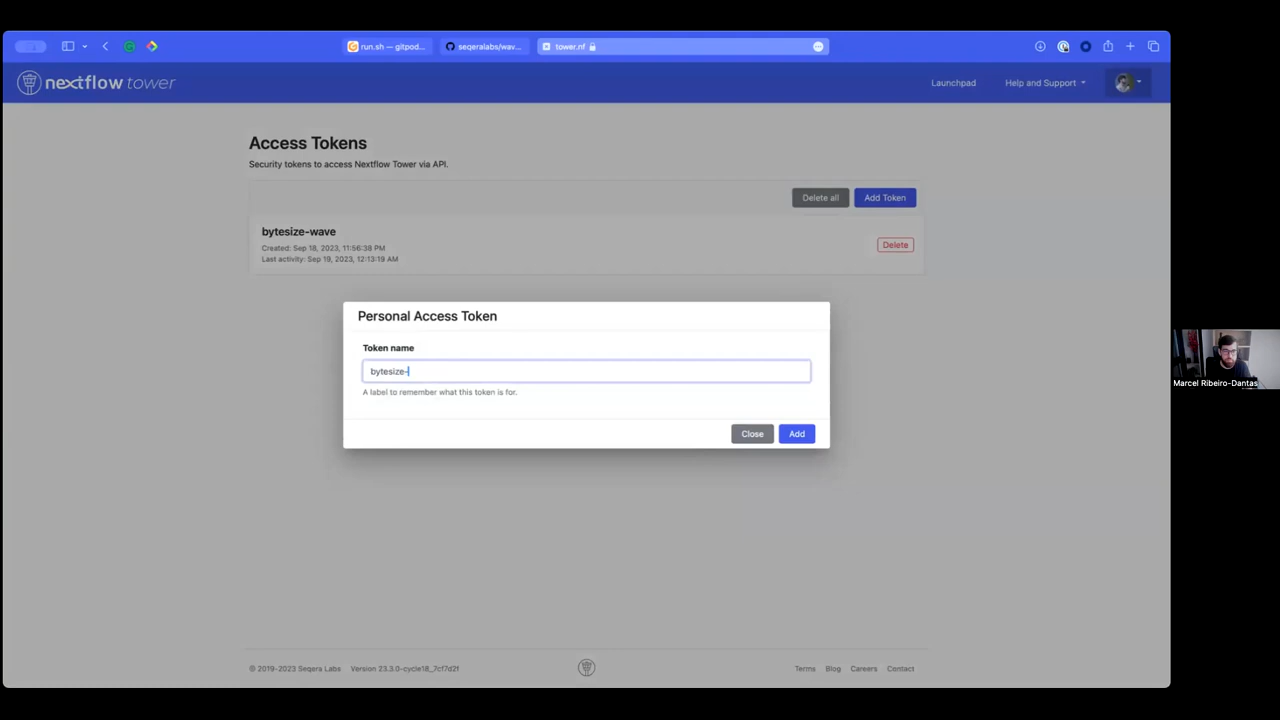 run.sh — gitpod...
seqeralabs/wav...
tower.nf
nextflow tower
Launchpad
Help and Support
Access Tokens
Security tokens to access Nextflow Tower via API.
Delete all
Add Token
bytesize-wave
Created: Sep 18, 2023, 11:56:38 PM
Last activity: Sep 19, 2023, 12:13:19 AM
Delete
Personal Access Token
Token name
bytesize-
A label to remember what this token is for.
Close
Add
Marcel Ribeiro-Dantas
© 2019-2023 Seqera Labs
Version 23.3.0-cycle18_7cf7d2f
Terms
Blog
Careers
Contact